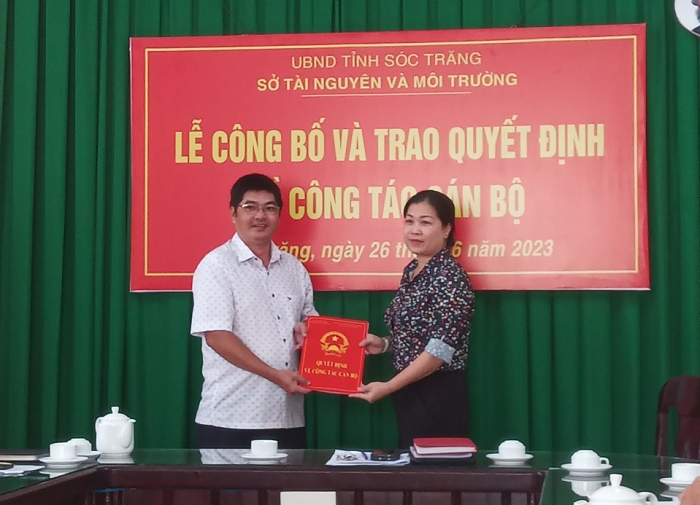 UBND TỈNH SÓC TRĂNG
SỞ TÀI NGUYÊN VÀ MÔI TRƯỜNG
LỄ CÔNG BỐ VÀ TRAO QUYẾT ĐỊNH
CÔNG TÁC CÁN BỘ
ngày 26 6 năm 2023
QUYẾT ĐỊNH
VỀ CÔNG TÁC CÁN BỘ